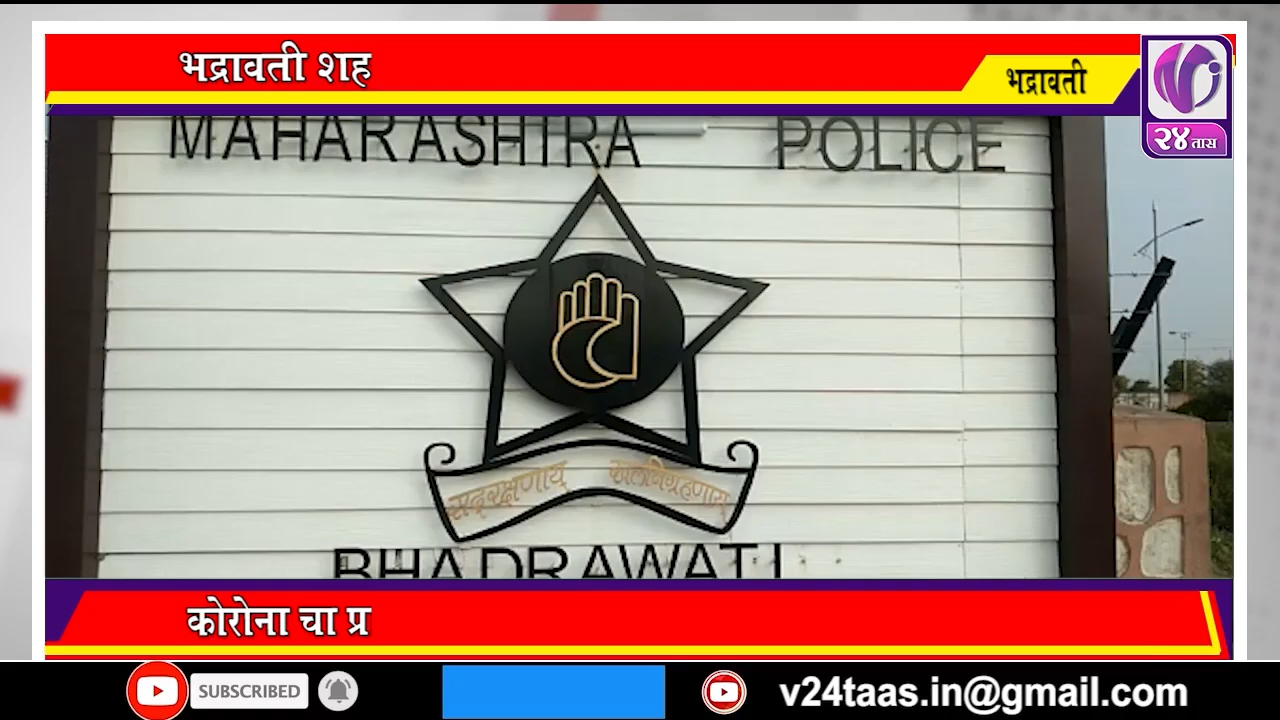 भद्रावती शह
भद्रावती
२४ तास
MAHARASHTRA POLICE
सद्‌रक्षणाय खलनिग्रहणाय
BHADRAWATI
कोरोना चा प्र
SUBSCRIBED
v24taas.in@gmail.com